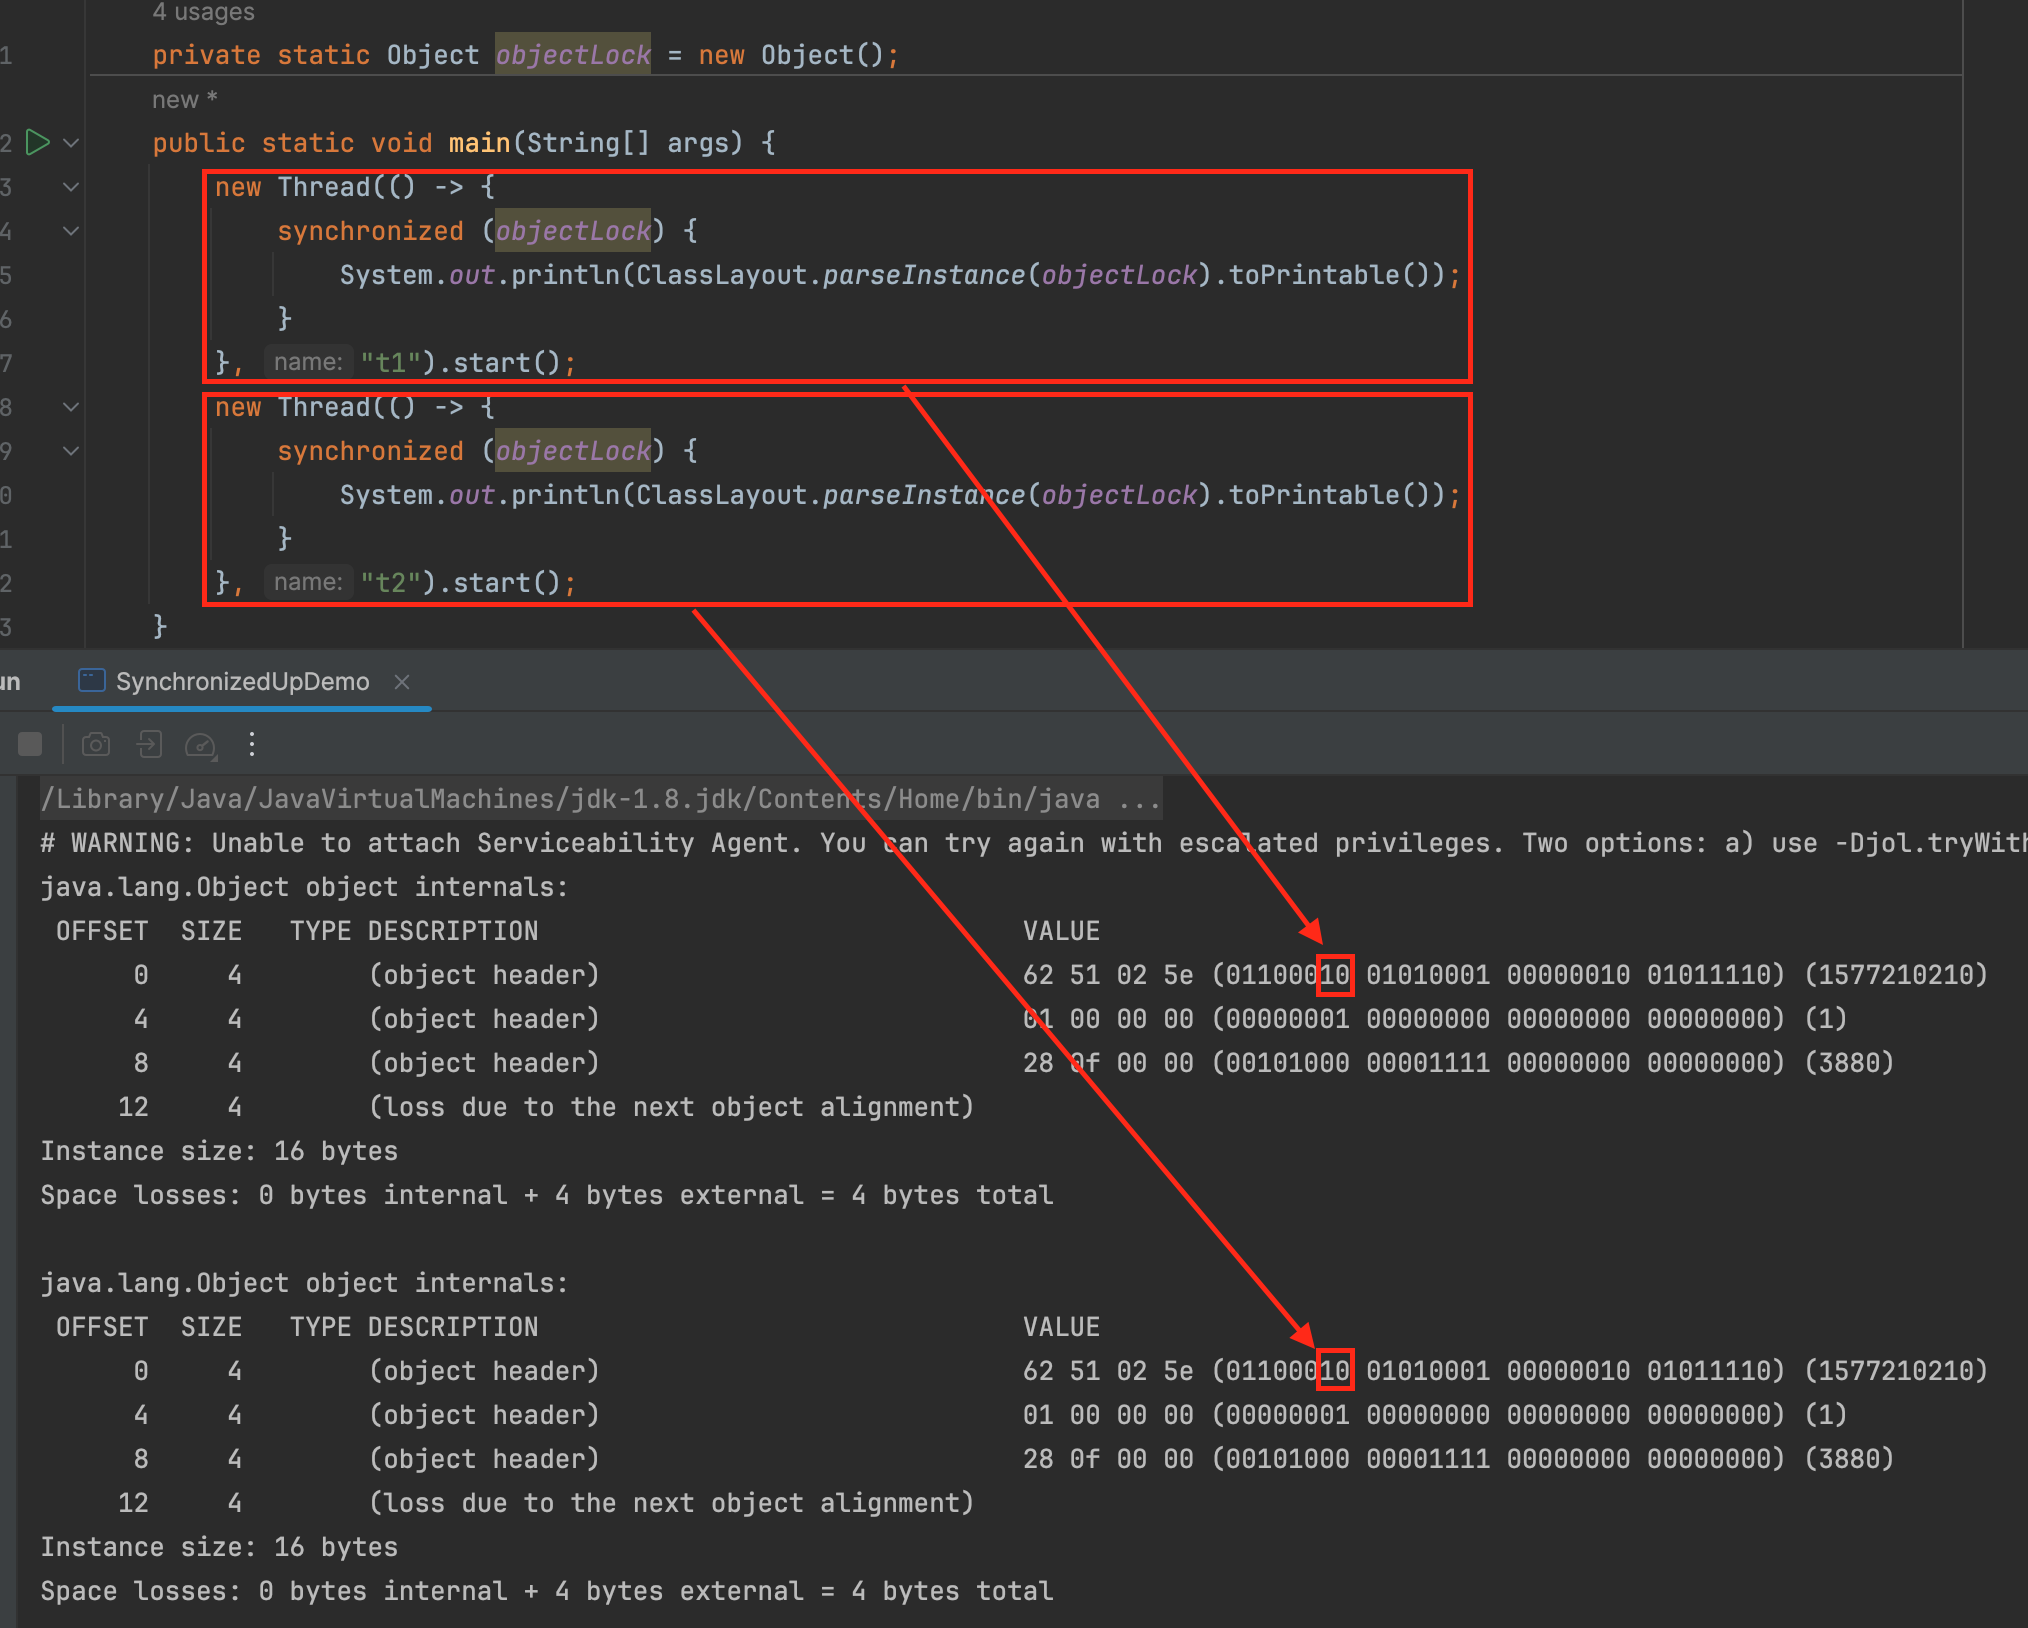 4 usages
1 private static Object objectLock = new Object();
new *
2 public static void main(String[] args) {
3 new Thread(() -> {
4 synchronized (objectLock) {
5 System.out.println(ClassLayout.parseInstance(objectLock).toPrintable());
6 }
7 }, name: "t1").start();
8 new Thread(() -> {
9 synchronized (objectLock) {
0 System.out.println(ClassLayout.parseInstance(objectLock).toPrintable());
1 }
2 }, name: "t2").start();
3 }
un SynchronizedUpDemo
/Library/Java/JavaVirtualMachines/jdk-1.8.jdk/Contents/Home/bin/java ...
# WARNING: Unable to attach Serviceability Agent. You can try again with escalated privileges. Two options: a) use -Djol.tryWith
java.lang.Object object internals:
OFFSET SIZE TYPE DESCRIPTION VALUE
0 4 (object header) 62 51 02 5e (01100010 01010001 00000010 01011110) (1577210210)
4 4 (object header) 01 00 00 00 (00000001 00000000 00000000 00000000) (1)
8 4 (object header) 28 0f 00 00 (00101000 00001111 00000000 00000000) (3880)
12 4 (loss due to the next object alignment)
Instance size: 16 bytes
Space losses: 0 bytes internal + 4 bytes external = 4 bytes total
java.lang.Object object internals:
OFFSET SIZE TYPE DESCRIPTION VALUE
0 4 (object header) 62 51 02 5e (01100010 01010001 00000010 01011110) (1577210210)
4 4 (object header) 01 00 00 00 (00000001 00000000 00000000 00000000) (1)
8 4 (object header) 28 0f 00 00 (00101000 00001111 00000000 00000000) (3880)
12 4 (loss due to the next object alignment)
Instance size: 16 bytes
Space losses: 0 bytes internal + 4 bytes external = 4 bytes total